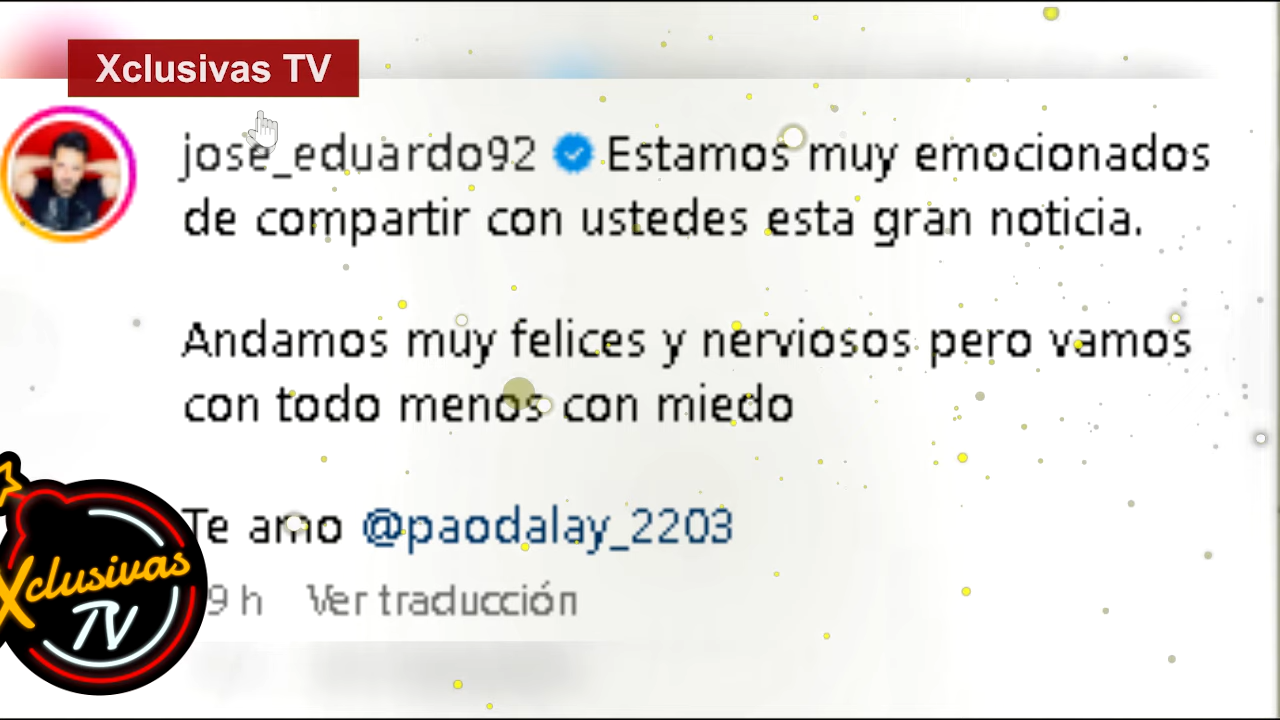 Xclusivas TV
jose_eduardo92 Estamos muy emocionados
de compartir con ustedes esta gran noticia.
Andamos muy felices y nerviosos pero vamos
con todo menos con miedo
Te amo @paodalay_2203
9 h Ver traducción
Xclusivas
TV